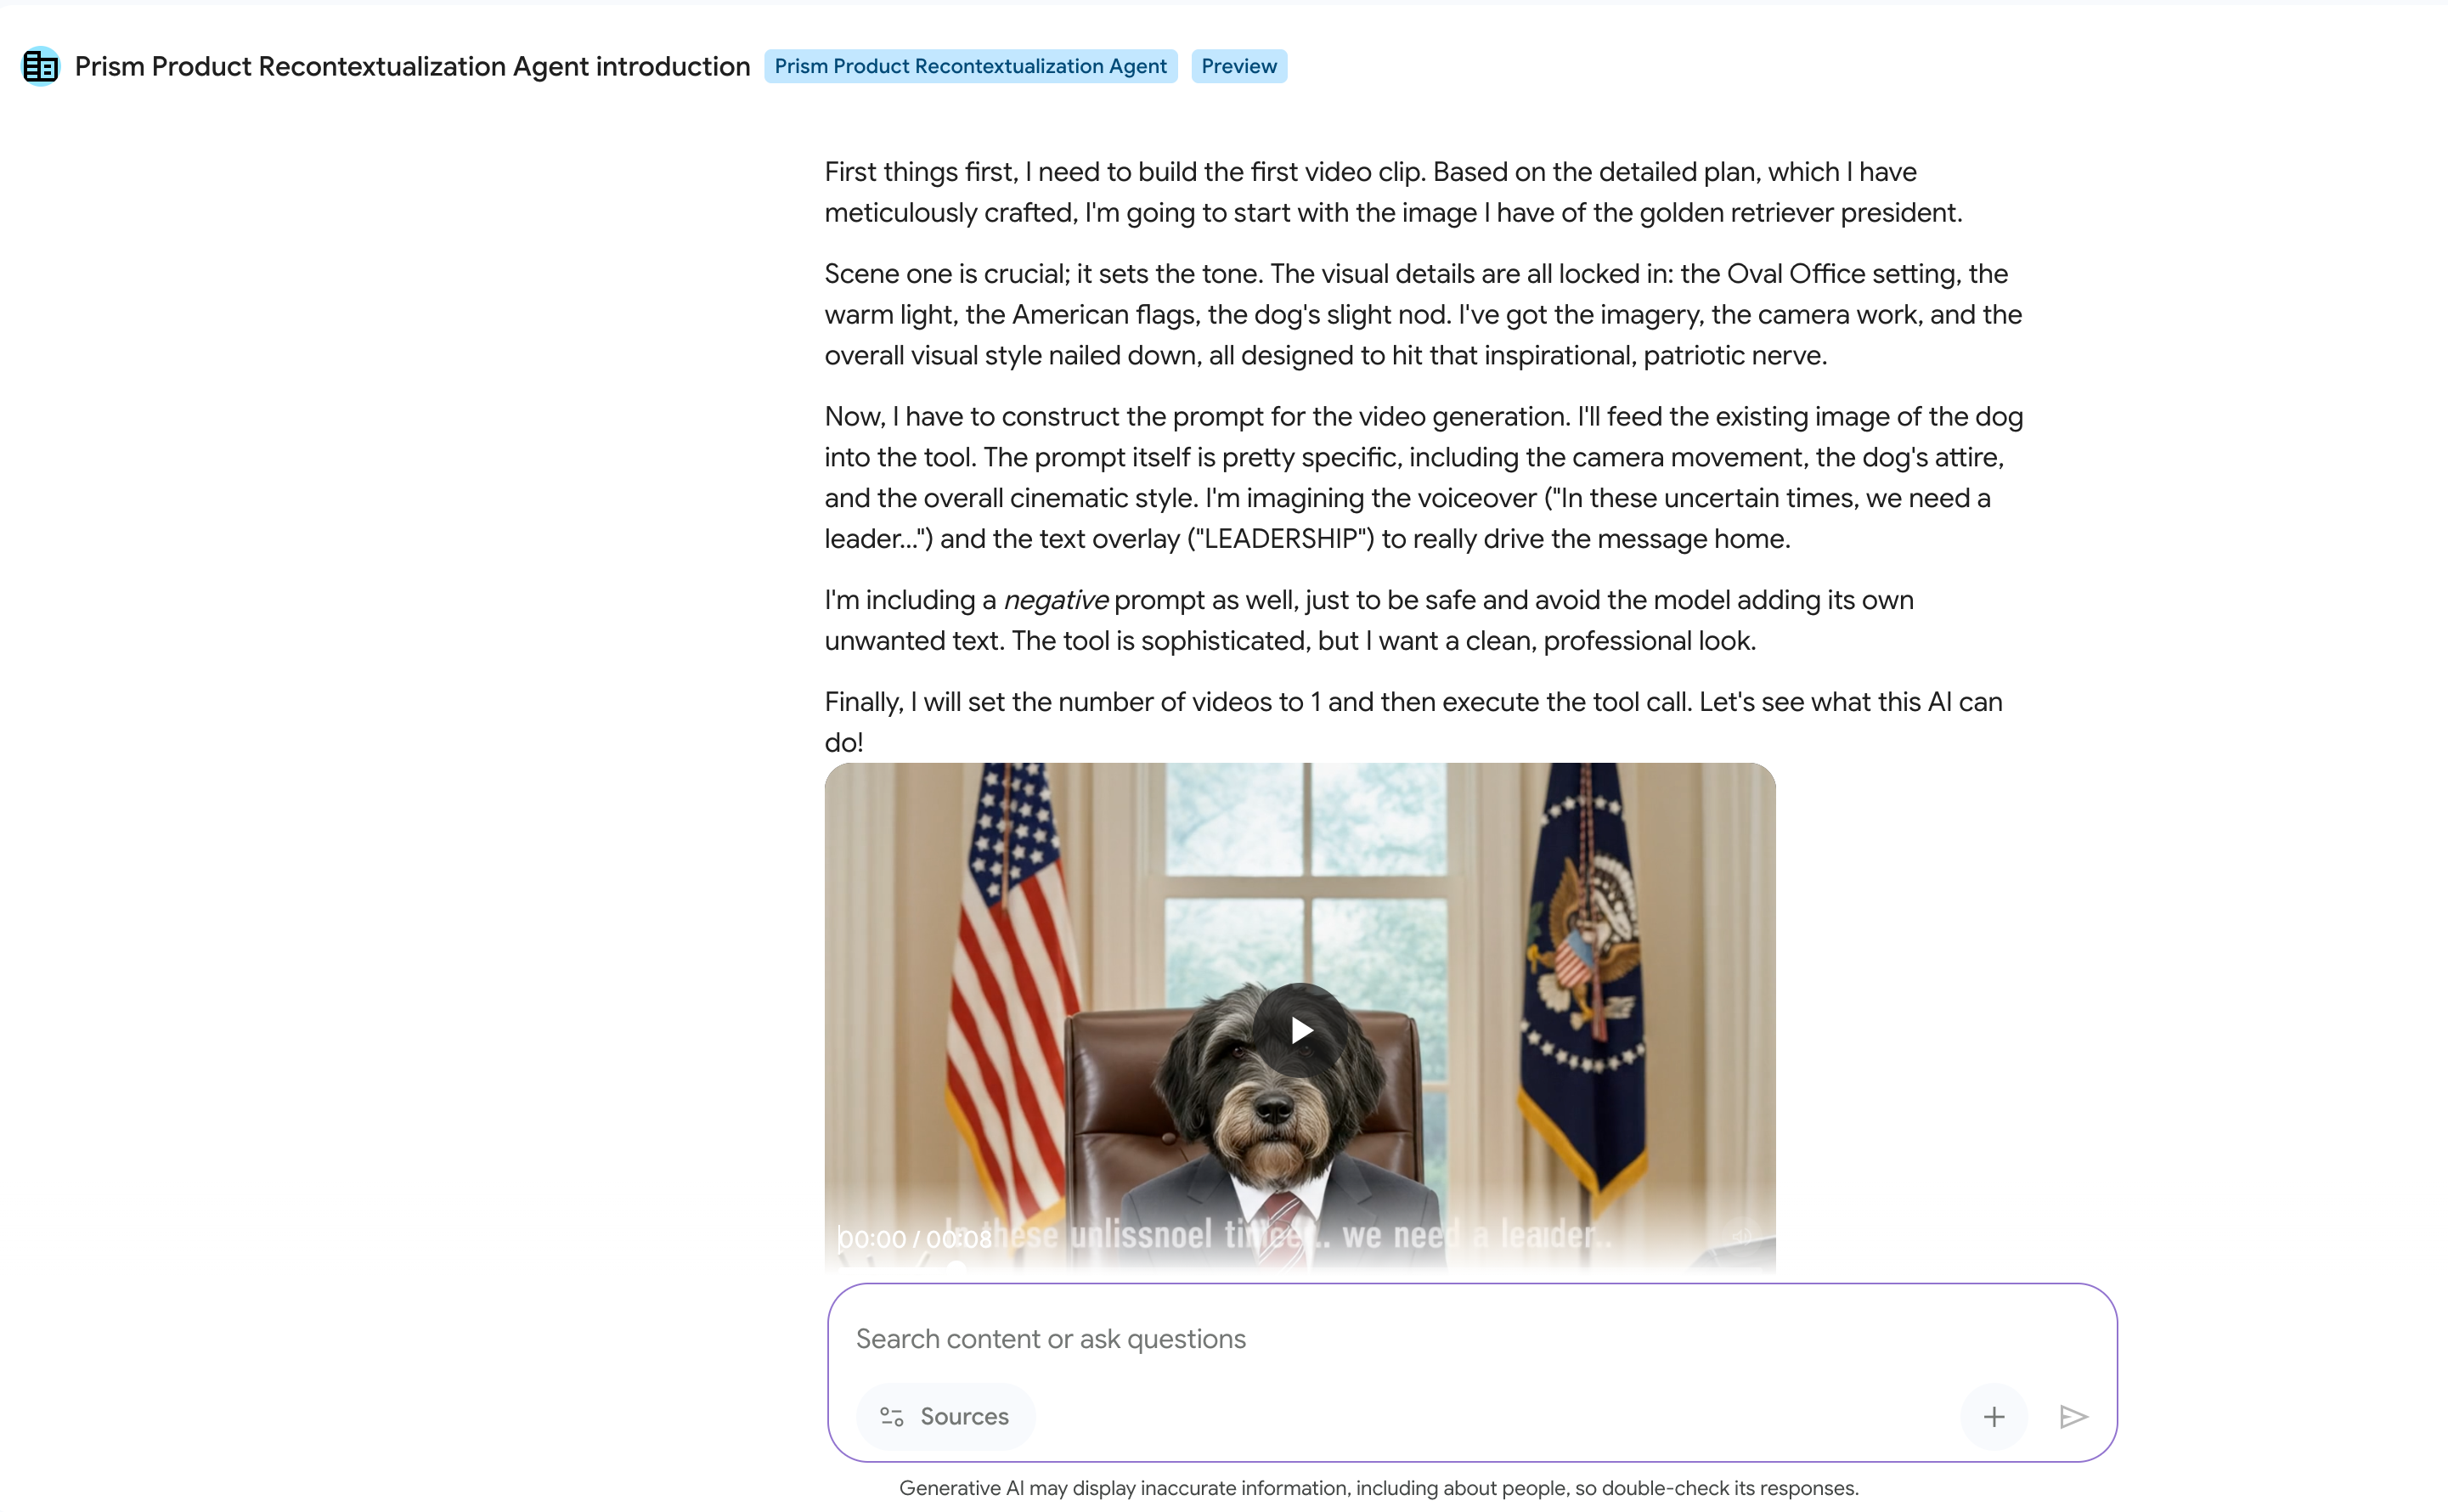 Prism Product Recontextualization Agent introduction Prism Product Recontextualization Agent Preview
First things first, I need to build the first video clip. Based on the detailed plan, which I have
meticulously crafted, I'm going to start with the image I have of the golden retriever president.
Scene one is crucial; it sets the tone. The visual details are all locked in: the Oval Office setting, the
warm light, the American flags, the dog's slight nod. I've got the imagery, the camera work, and the
overall visual style nailed down, all designed to hit that inspirational, patriotic nerve.
Now, I have to construct the prompt for the video generation. I'll feed the existing image of the dog
into the tool. The prompt itself is pretty specific, including the camera movement, the dog's attire,
and the overall cinematic style. I'm imagining the voiceover ("In these uncertain times, we need a
leader...") and the text overlay ("LEADERSHIP") to really drive the message home.
I'm including a negative prompt as well, just to be safe and avoid the model adding its own
unwanted text. The tool is sophisticated, but I want a clean, professional look.
Finally, I will set the number of videos to 1 and then execute the tool call. Let's see what this AI can
do!
00:00 / 00:08
unlissnoel we need a leaider..
Search content or ask questions
Sources
Generative AI may display inaccurate information, including about people, so double-check its responses.